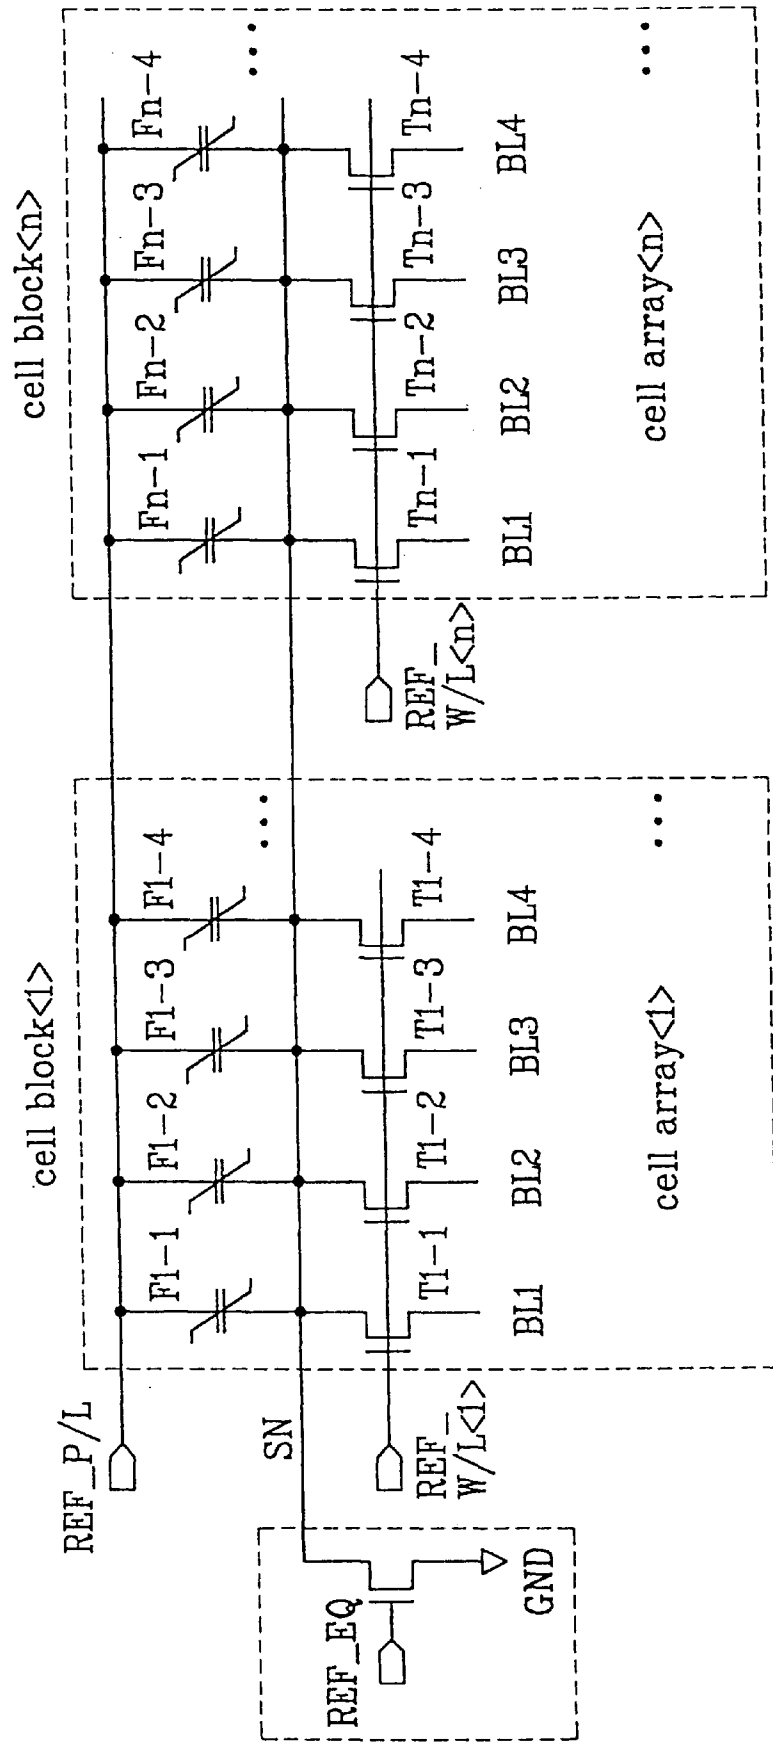 cell block<1>
cell block<n>
REF_P/L
F1-1
F1-2
F1-3
F1-4
Fn-1
Fn-2
Fn-3
Fn-4
...
...
SN
REF_EQ
GND
REF_
W/L<1>
T1-1
T1-2
T1-3
T1-4
REF_
W/L<n>
Tn-1
Tn-2
Tn-3
Tn-4
BL1
BL2
BL3
BL4
BL1
BL2
BL3
BL4
cell array<1>
...
cell array<n>
...